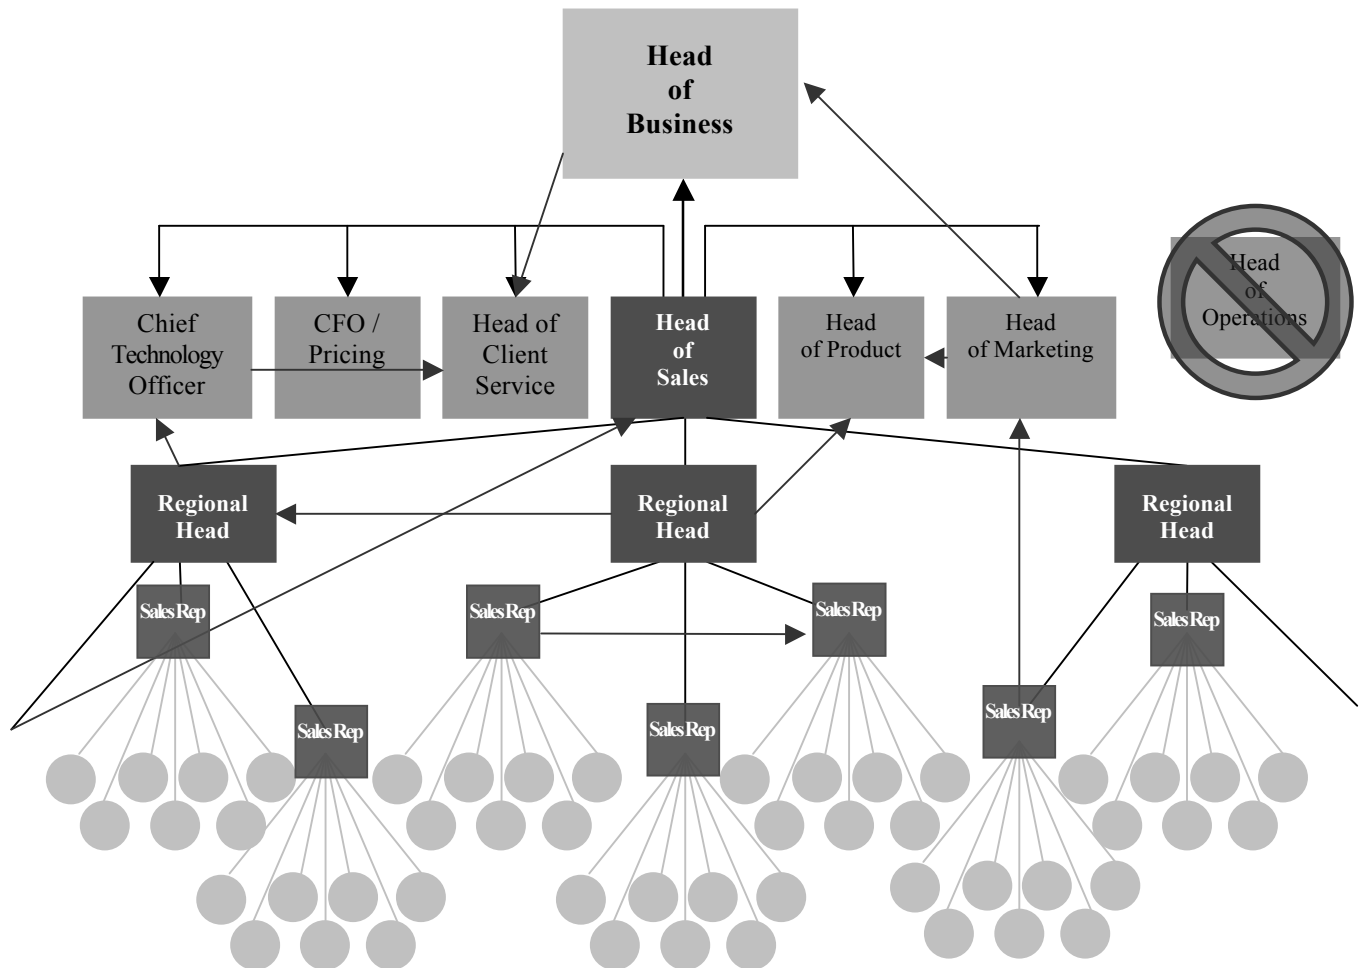 Head
of
Business
Chief
Technology
Officer
CFO /
Pricing
Head of
Client
Service
Head
of
Sales
Head
of Product
Head
of Marketing
Head
of
Operations
Regional
Head
Regional
Head
Regional
Head
Sales Rep
Sales Rep
Sales Rep
Sales Rep
Sales Rep
Sales Rep
Sales Rep